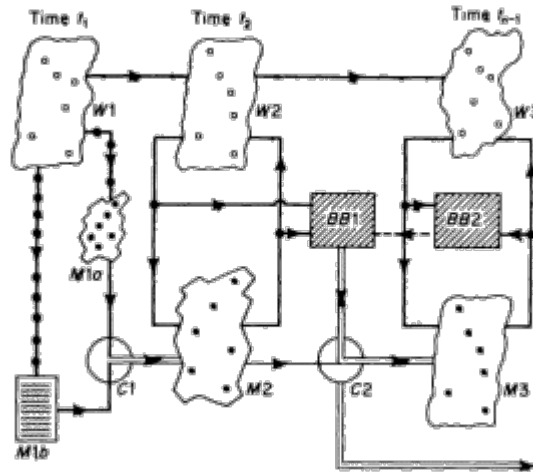 Time t₁
Time t₂
Time tₙ₋₁
W1
W2
W3
BB1
BB2
M1a
C1
M2
C2
M3
M1b